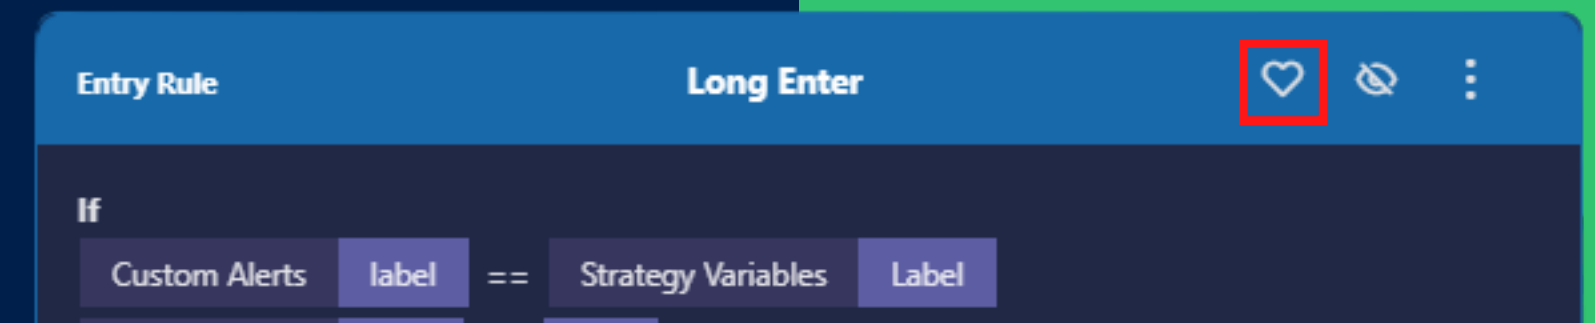 Entry Rule Long Enter
If
Custom Alerts label == Strategy Variables Label